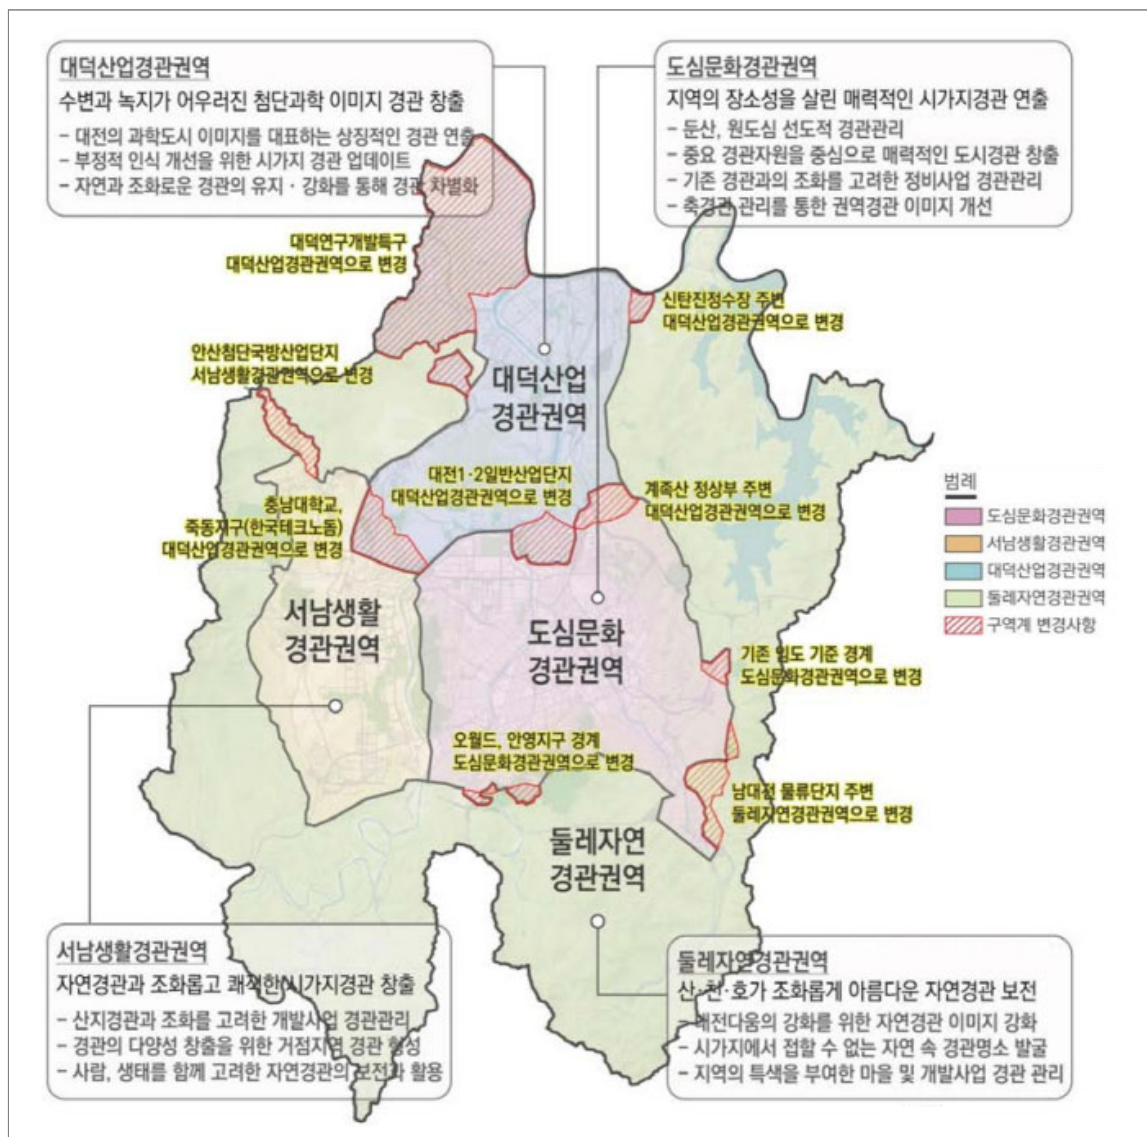 대덕산업경관권역
수변과 녹지가 어우러진 첨단과학 이미지 경관 창출
- 대전의 과학도시 이미지를 대표하는 상징적인 경관 연출
- 부정적 인식 개선을 위한 시가지 경관 업데이트
- 자연과 조화로운 경관의 유지 · 강화를 통해 경관 차별화
도심문화경관권역
지역의 장소성을 살린 매력적인 시가지경관 연출
- 둔산, 원도심 선도적 경관관리
- 중요 경관자원을 중심으로 매력적인 도시경관 창출
- 기존 경관과의 조화를 고려한 정비사업 경관관리
- 축경관 관리를 통한 권역경관 이미지 개선
대덕연구개발특구
대덕산업경관권역으로 변경
신탄진정수장 주변
대덕산업경관권역으로 변경
안산첨단국방산업단지
서남생활경관권역으로 변경
대덕산업
경관권역
대전1·2일반산업단지
대덕산업경관권역으로 변경
계족산 정상부 주변
대덕산업경관권역으로 변경
충남대학교,
죽동지구(한국테크노돔)
대덕산업경관권역으로 변경
범례
도심문화경관권역
서남생활경관권역
대덕산업경관권역
둘레자연경관권역
구역계 변경사항
서남생활
경관권역
도심문화
경관권역
기존 임도 기준 경계
도심문화경관권역으로 변경
오월드, 안영지구 경계
도심문화경관권역으로 변경
남대전 물류단지 주변
둘레자연경관권역으로 변경
둘레자연
경관권역
서남생활경관권역
자연경관과 조화롭고 쾌적한 시가지경관 창출
- 산지경관과 조화를 고려한 개발사업 경관관리
- 경관의 다양성 창출을 위한 거점지역 경관 형성
- 사람, 생태를 함께 고려한 자연경관의 보전과 활용
둘레자연경관권역
산·천·호가 조화롭게 아름다운 자연경관 보전
- 대전다움의 강화를 위한 자연경관 이미지 강화
- 시가지에서 접할 수 없는 자연 속 경관명소 발굴
- 지역의 특색을 부여한 마을 및 개발사업 경관 관리